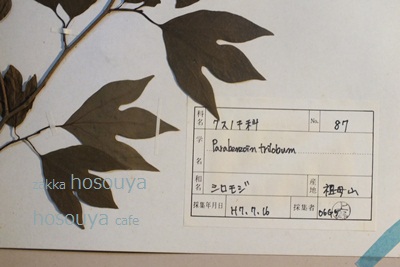 科名 クスノキ科 No. 87
学名 Parabenzoin trilobum
和名 シロモジ 産地 祖母山
採集年月日 H7.7.16 採集者
zakka hosouya
hosouya cafe